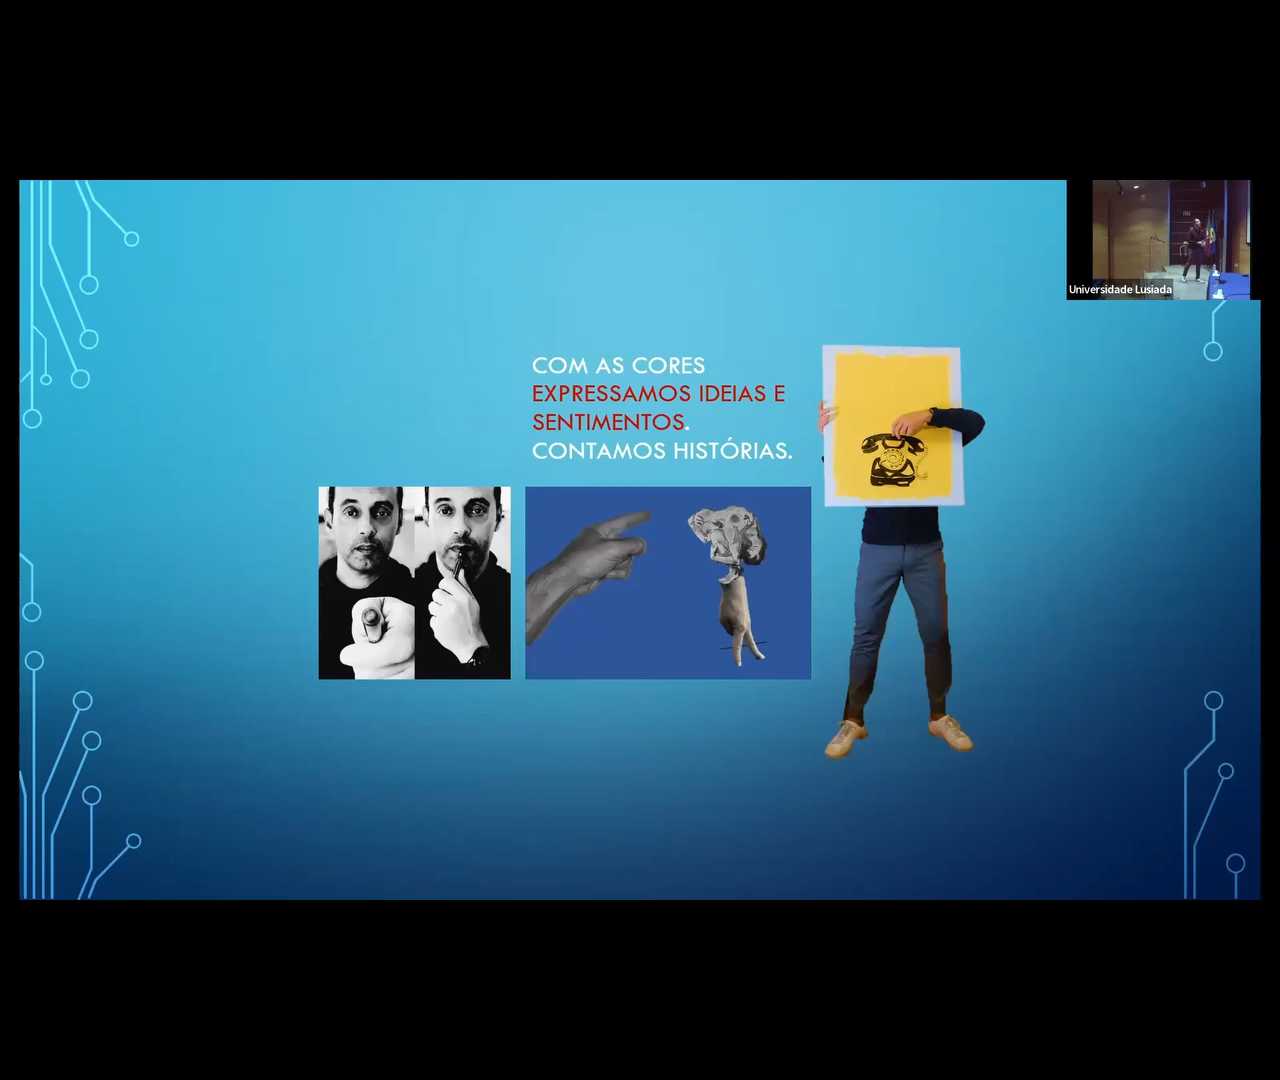 Universidade Lusiada
COM AS CORES
EXPRESSAMOS IDEIAS E
SENTIMENTOS.
CONTAMOS HISTÓRIAS.